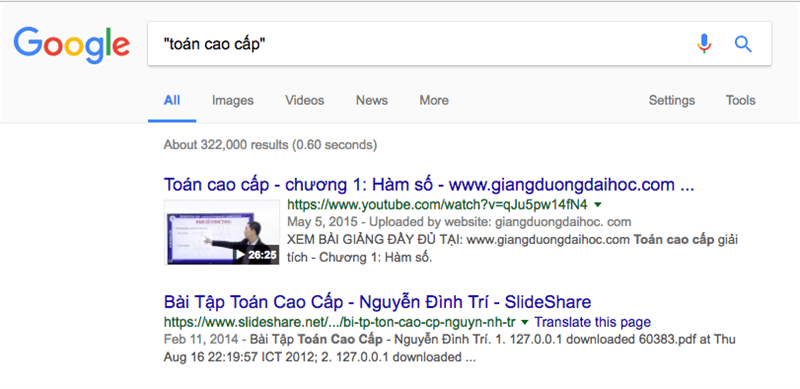 Google
"toán cao cấp"
All Images Videos News More Settings Tools
About 322,000 results (0.60 seconds)
Toán cao cấp - chương 1: Hàm số - www.giangduongdaihoc.com ...
https://www.youtube.com/watch?v=qJu5pw14fN4
May 5, 2015 - Uploaded by website: giangduongdaihoc. com
XEM BÀI GIẢNG ĐẦY ĐỦ TẠI: www.giangduongdaihoc.com Toán cao cấp giải
tích - Chương 1: Hàm số.
26:25
Bài Tập Toán Cao Cấp - Nguyễn Đình Trí - SlideShare
https://www.slideshare.net/.../bi-tp-ton-cao-cp-nguyn-nh-tr Translate this page
Feb 11, 2014 - Bài Tập Toán Cao Cấp - Nguyễn Đình Trí. 1. 127.0.0.1 downloaded 60383.pdf at Thu
Aug 16 22:19:57 ICT 2012; 2. 127.0.0.1 downloaded ...